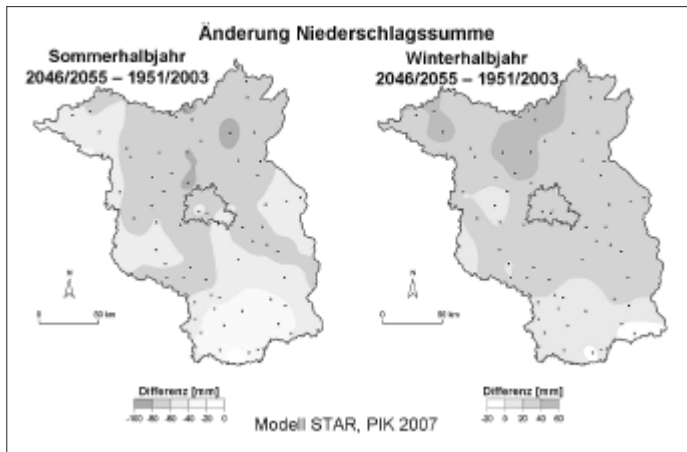 Änderung Niederschlagssumme
Sommerhalbjahr
2046/2055 – 1951/2003
Winterhalbjahr
2046/2055 – 1951/2003
N
0 50 km
N
0 50 km
Differenz [mm]
-100 -80 -60 -40 -20 0
Differenz [mm]
-20 0 20 40 60
Modell STAR, PIK 2007